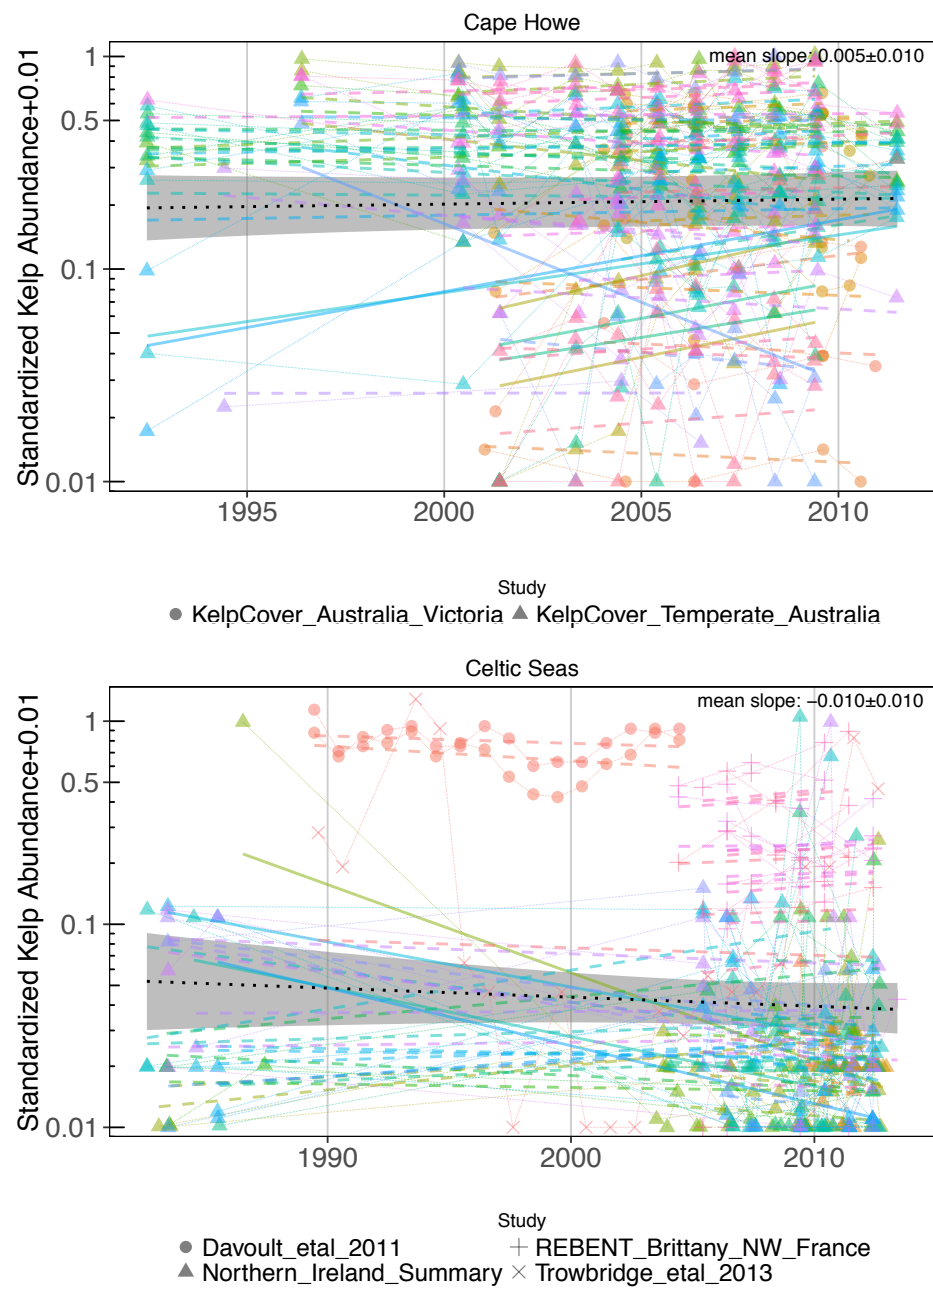 Cape Howe
mean slope: 0.005±0.010
Standardized Kelp Abundance+0.01
1
0.5
0.1
0.01
1995 2000 2005 2010
Study
KelpCover_Australia_Victoria KelpCover_Temperate_Australia
Celtic Seas
mean slope: −0.010±0.010
Standardized Kelp Abundance+0.01
1
0.5
0.1
0.01
1990 2000 2010
Study
Davoult_etal_2011 REBENT_Brittany_NW_France
Northern_Ireland_Summary Trowbridge_etal_2013